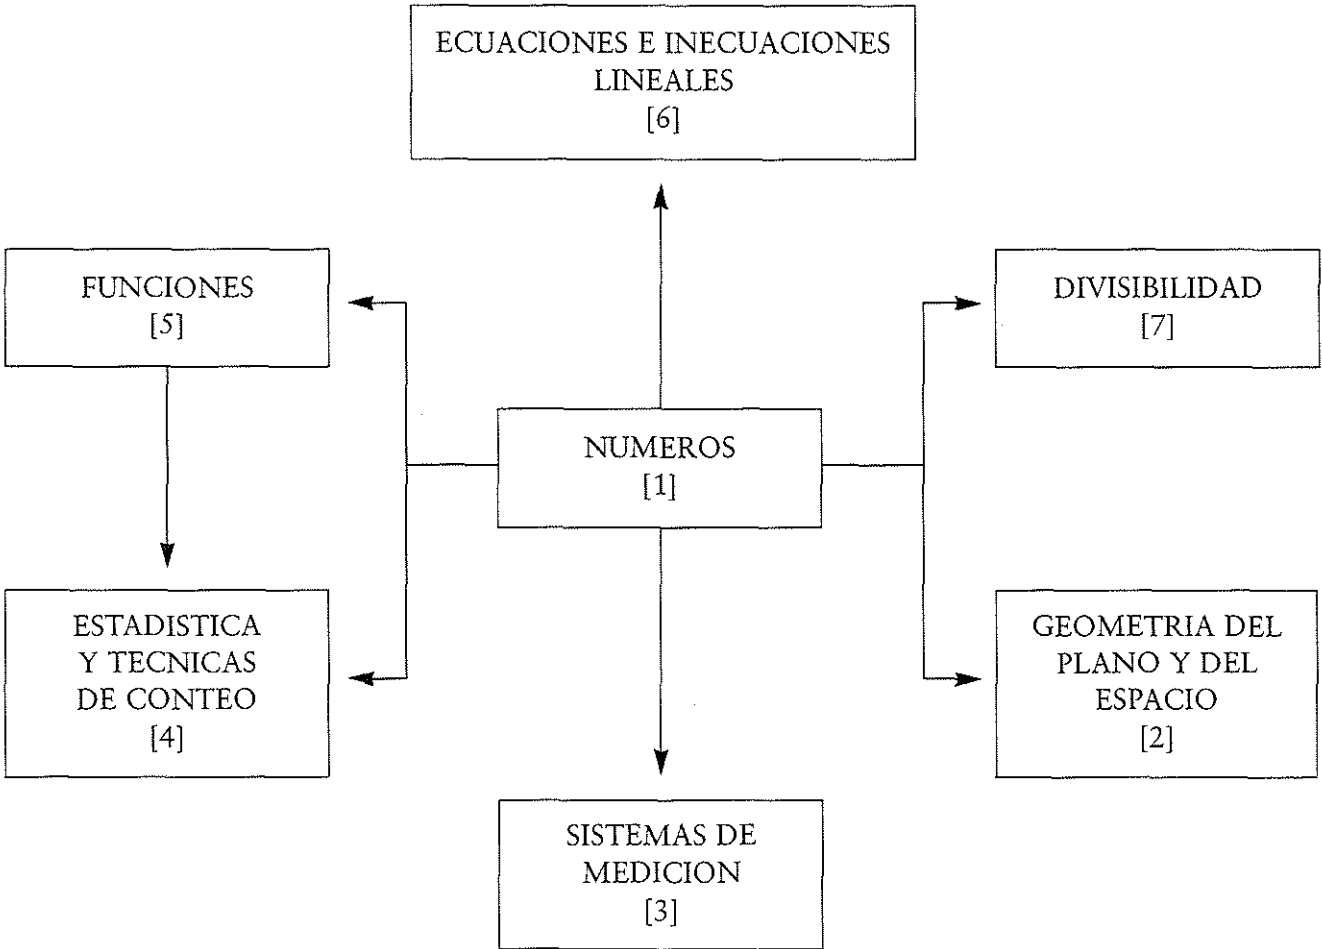 ECUACIONES E INECUACIONES
LINEALES
[6]
FUNCIONES
[5]
DIVISIBILIDAD
[7]
NUMEROS
[1]
ESTADISTICA
Y TECNICAS
DE CONTEO
[4]
GEOMETRIA DEL
PLANO Y DEL
ESPACIO
[2]
SISTEMAS DE
MEDICION
[3]